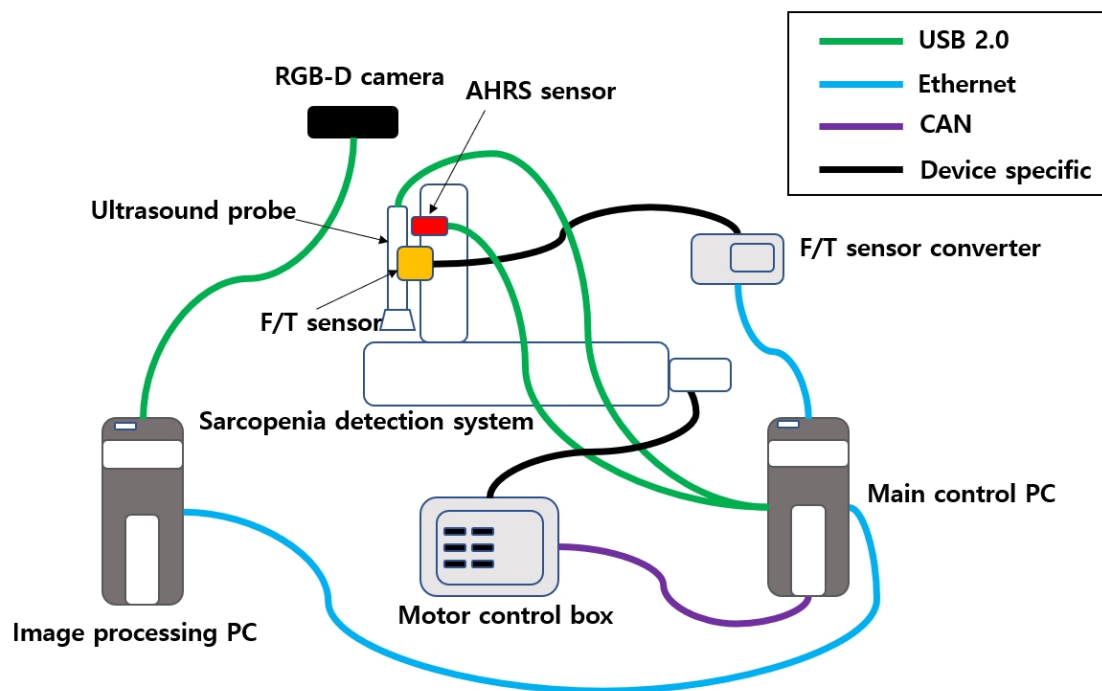 USB 2.0
Ethernet
CAN
Device specific
RGB-D camera
AHRS sensor
Ultrasound probe
F/T sensor converter
F/T sensor
Sarcopenia detection system
Main control PC
Motor control box
Image processing PC